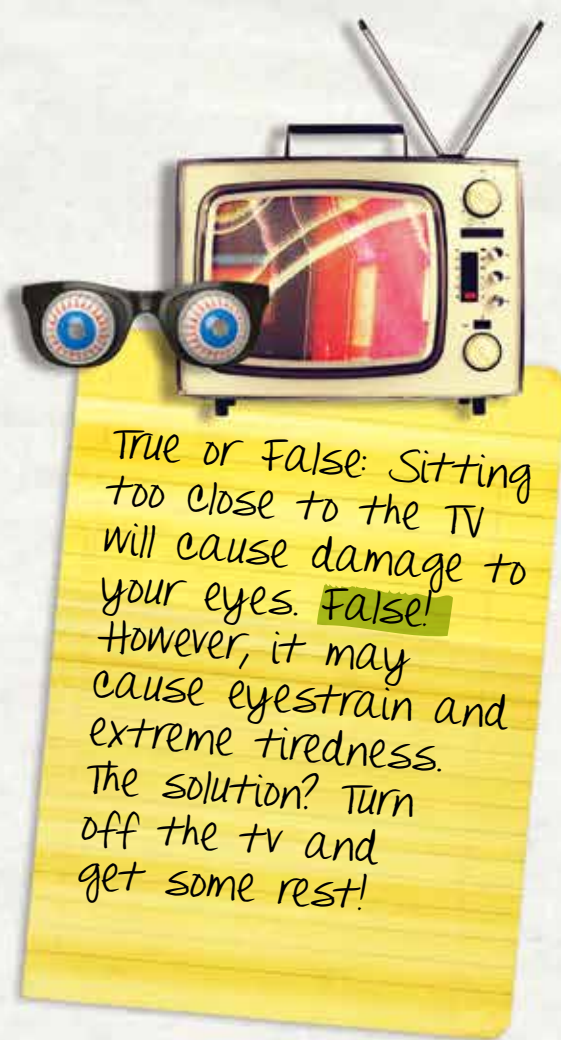 True or False: Sitting
too close to the TV
will cause damage to
your eyes. False!
However, it may
cause eyestrain and
extreme tiredness.
The solution? Turn
off the tv and
get some rest!